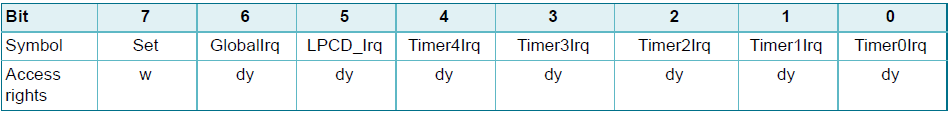 Bit 7 6 5 4 3 2 1 0
Symbol Set GlobalIrq LPCD_Irq Timer4Irq Timer3Irq Timer2Irq Timer1Irq Timer0Irq
Access w dy dy dy dy dy dy dy
rights